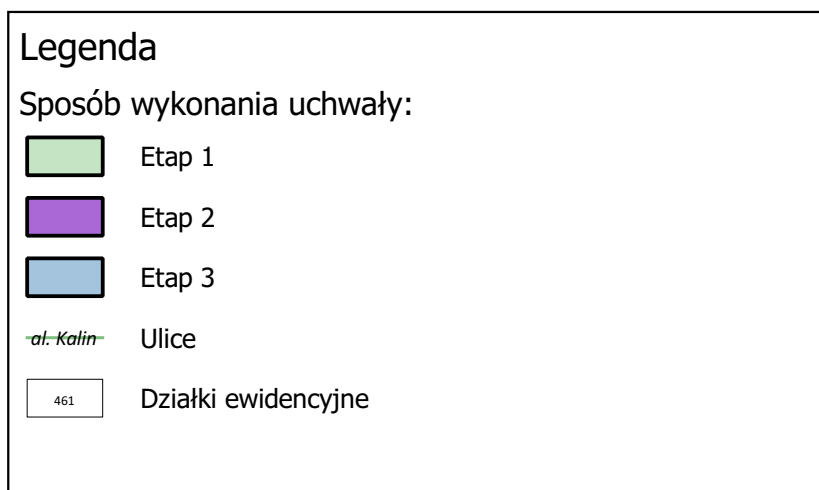 Legenda
Sposób wykonania uchwały:
Etap 1
Etap 2
Etap 3
al. Kalin Ulice
461 Działki ewidencyjne